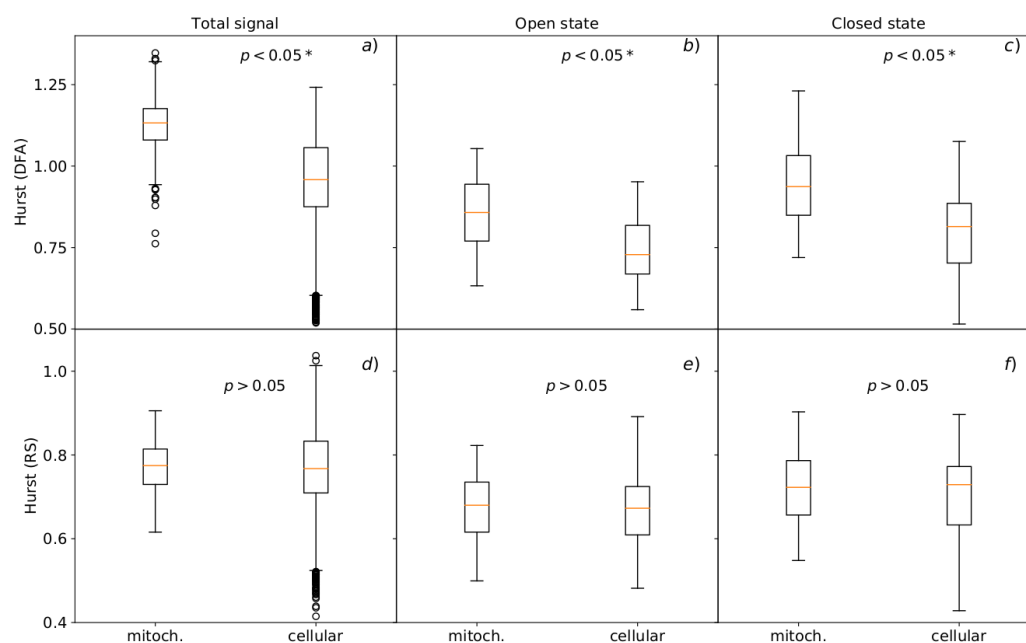 Total signal
Open state
Closed state
p < 0.05 *
a)
p < 0.05 *
b)
p < 0.05 *
c)
Hurst (DFA)
1.25
1.00
0.75
0.50
p > 0.05
d)
p > 0.05
e)
p > 0.05
f)
Hurst (RS)
1.0
0.8
0.6
0.4
mitoch.
cellular
mitoch.
cellular
mitoch.
cellular